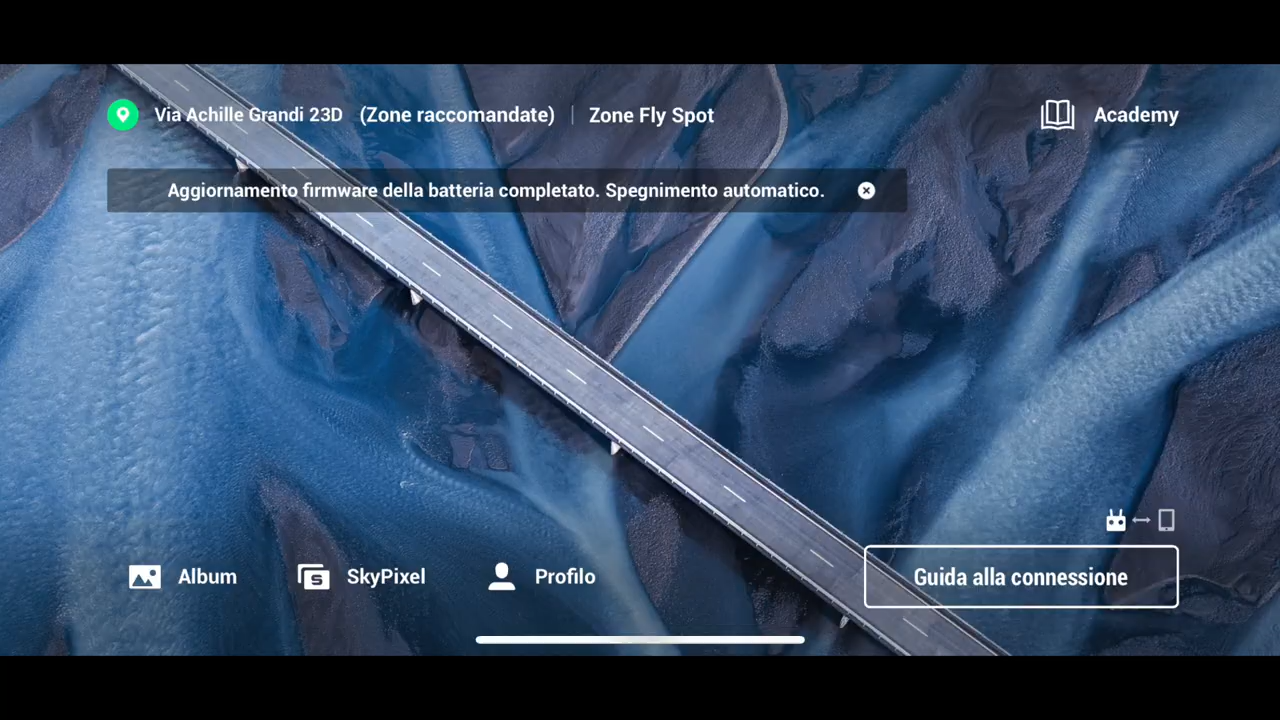 Via Achille Grandi 23D (Zone raccomandate) | Zone Fly Spot
Academy
Aggiornamento firmware della batteria completato. Spegnimento automatico.
Album
SkyPixel
Profilo
Guida alla connessione